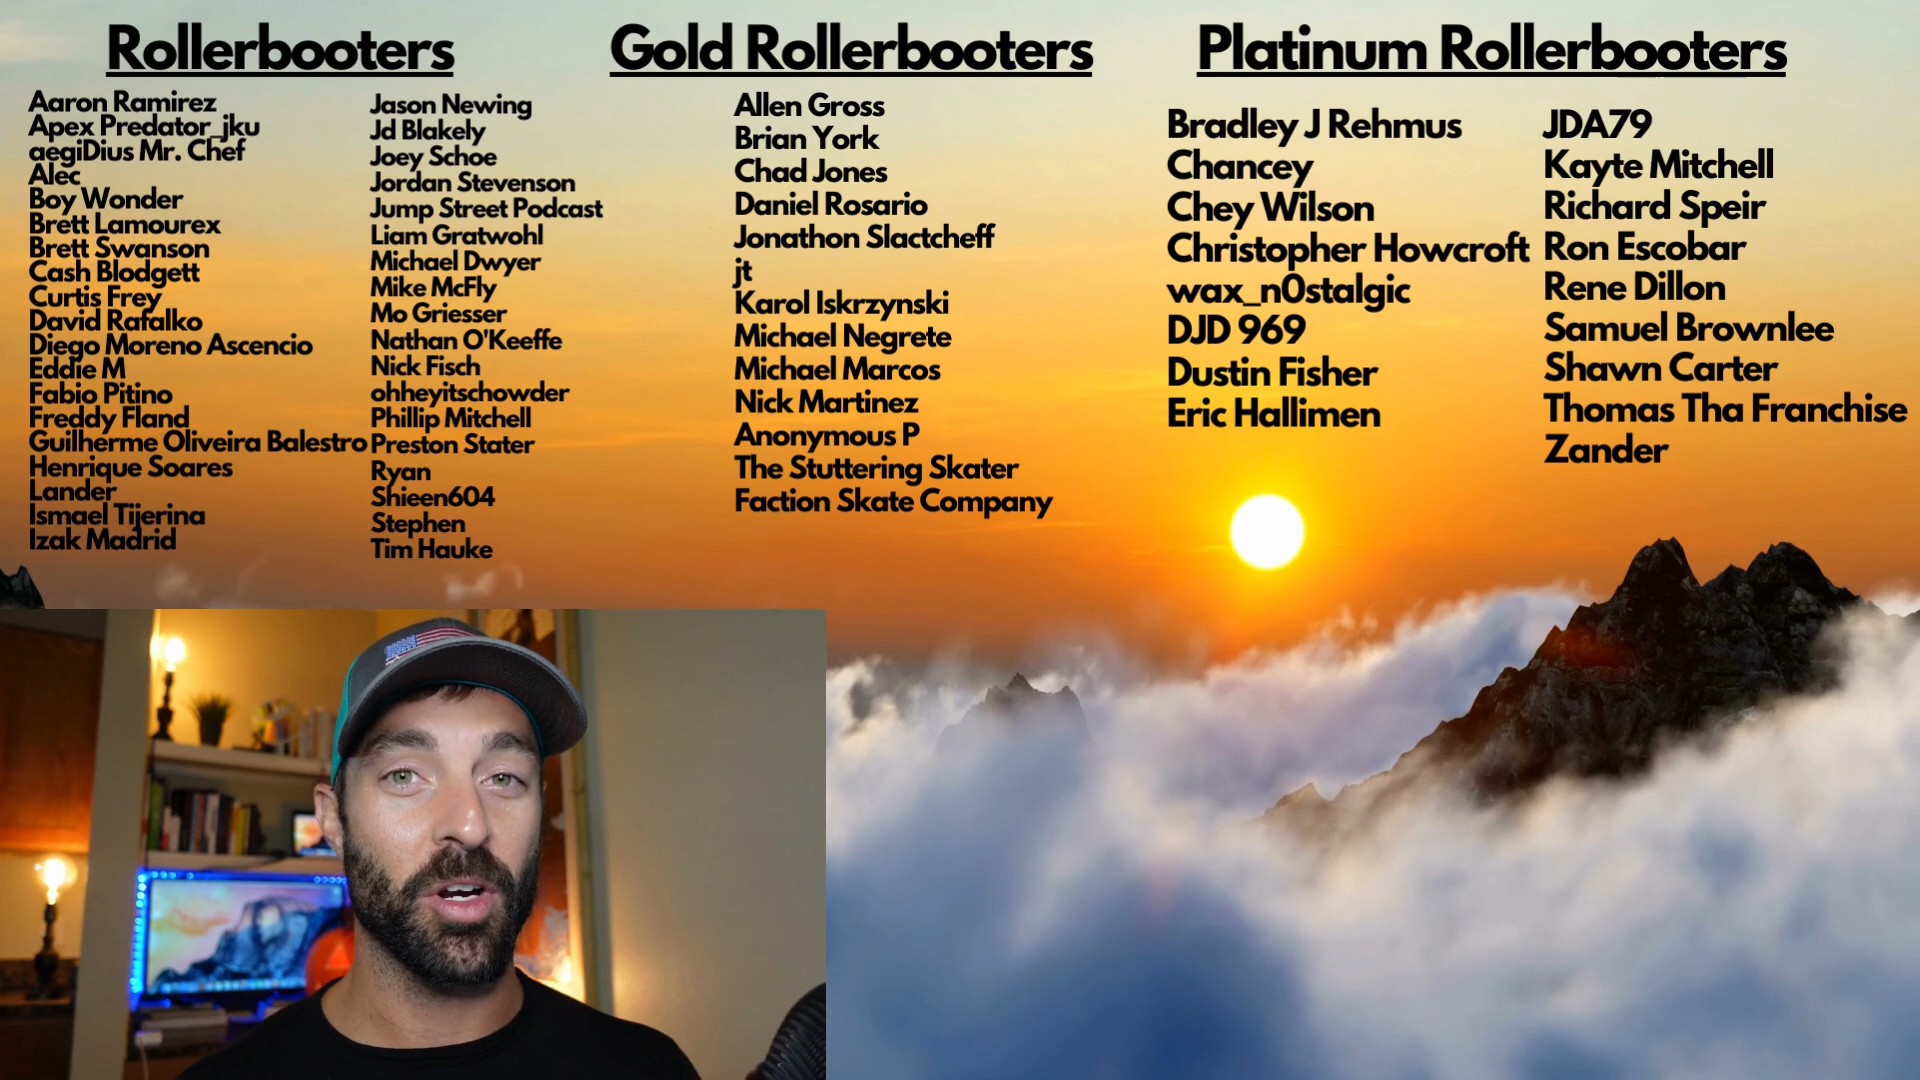 Rollerbooters
Aaron Ramirez
Apex Predator_jku
aegiDius Mr. Chef
Alec
Boy Wonder
Brett Lamourex
Brett Swanson
Cash Blodgett
Curtis Frey
David Rafalko
Diego Moreno Ascencio
Eddie M
Fabio Pitino
Freddy Fland
Guilherme Oliveira Balestro
Henrique Soares
Lander
Ismael Tijerina
Izak Madrid
Jason Newing
Jd Blakely
Joey Schoe
Jordan Stevenson
Jump Street Podcast
Liam Gratwohl
Michael Dwyer
Mike McFly
Mo Griesser
Nathan O'Keeffe
Nick Fisch
ohheyitschowder
Phillip Mitchell
Preston Stater
Ryan
Shieen604
Stephen
Tim Hauke
Gold Rollerbooters
Allen Gross
Brian York
Chad Jones
Daniel Rosario
Jonathon Slactcheff
jt
Karol Iskrzynski
Michael Negrete
Michael Marcos
Nick Martinez
Anonymous P
The Stuttering Skater
Faction Skate Company
Platinum Rollerbooters
Bradley J Rehmus
Chancey
Chey Wilson
Christopher Howcroft
wax_n0stalgic
DJD 969
Dustin Fisher
Eric Hallimen
JDA79
Kayte Mitchell
Richard Speir
Ron Escobar
Rene Dillon
Samuel Brownlee
Shawn Carter
Thomas Tha Franchise
Zander